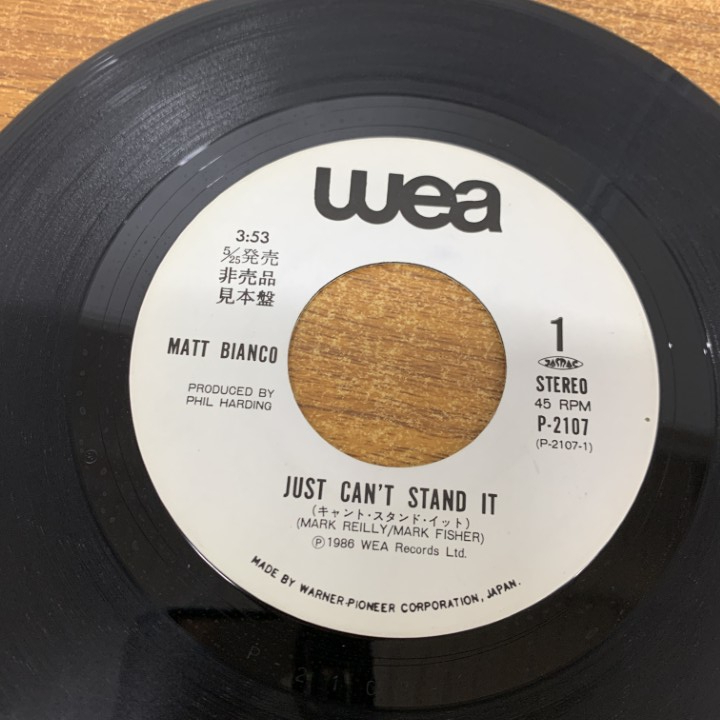 wea
3:53
5/25発売
非売品
見本盤
MATT BIANCO
PRODUCED BY
PHIL HARDING
1
JASRAC
STEREO
45 RPM
P-2107
(P-2107-1)
JUST CAN'T STAND IT
(キャント・スタンド・イット)
(MARK REILLY/MARK FISHER)
Ⓟ1986 WEA Records Ltd.
MADE BY WARNER-PIONEER CORPORATION, JAPAN.